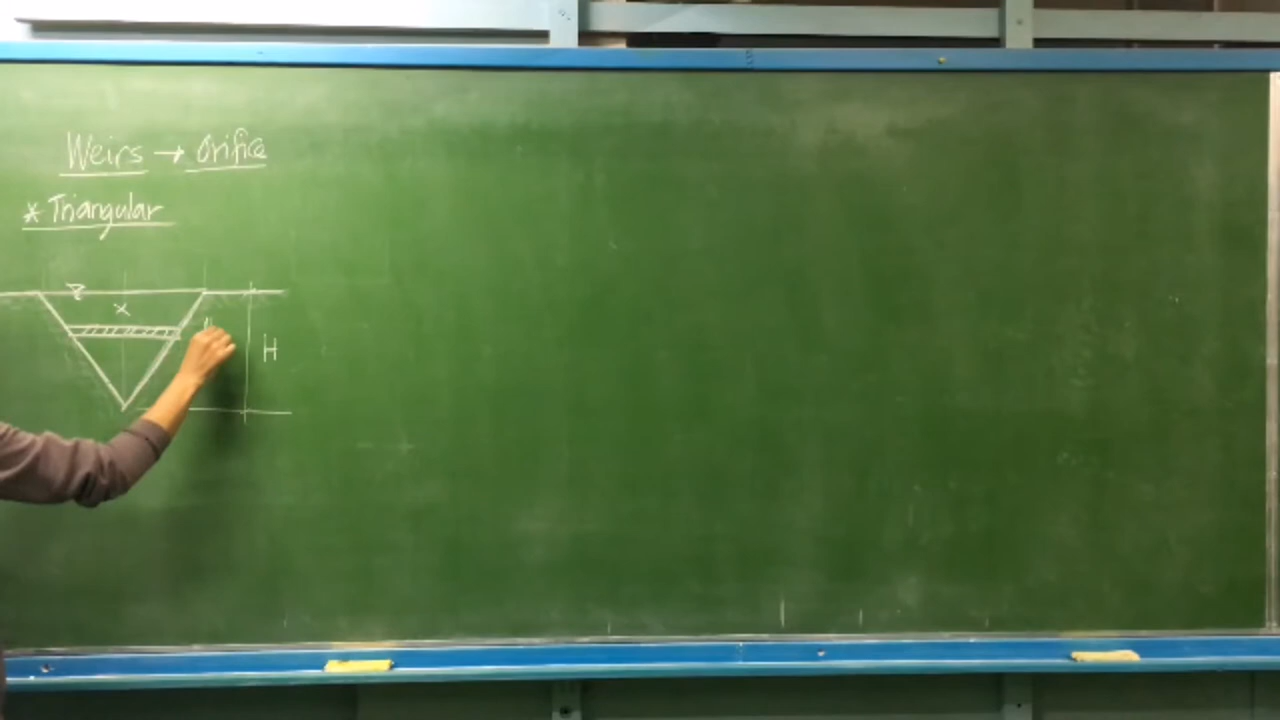 Weirs → Orifice
* Triangular
x
H